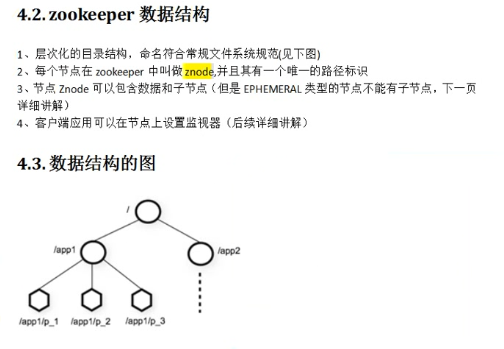 4.2. zookeeper 数据结构
1、层次化的目录结构，命名符合常规文件系统规范(见下图)
2、每个节点在 zookeeper 中叫做 znode,并且其有一个唯一的路径标识
3、节点 Znode 可以包含数据和子节点（但是 EPHEMERAL 类型的节点不能有子节点，下一页
详细讲解）
4、客户端应用可以在节点上设置监视器（后续详细讲解）
4.3. 数据结构的图
/
/app1
/app2
/app1/p_1
/app1/p_2
/app1/p_3